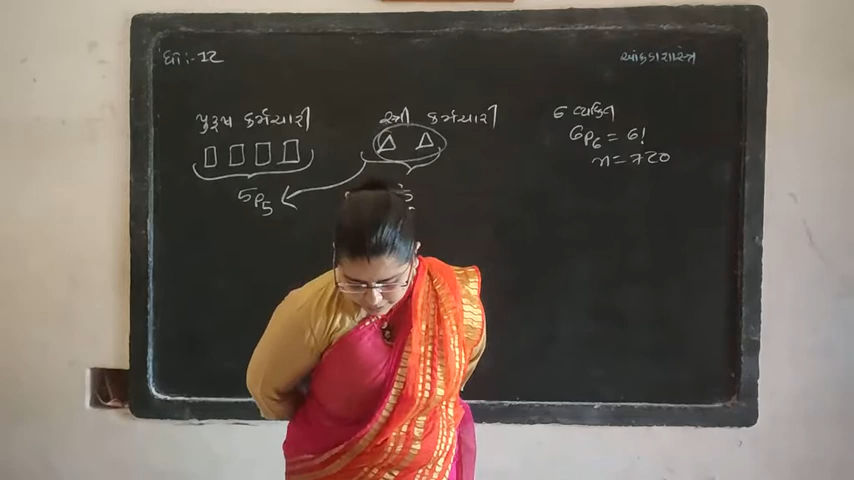 ધો:-12
આંકડાશાસ્ત્ર
પુરૂષ કર્મચારી
સ્ત્રી કર્મચારી
6 વ્યક્તિ
6P6 = 6!
n = 720
5P5